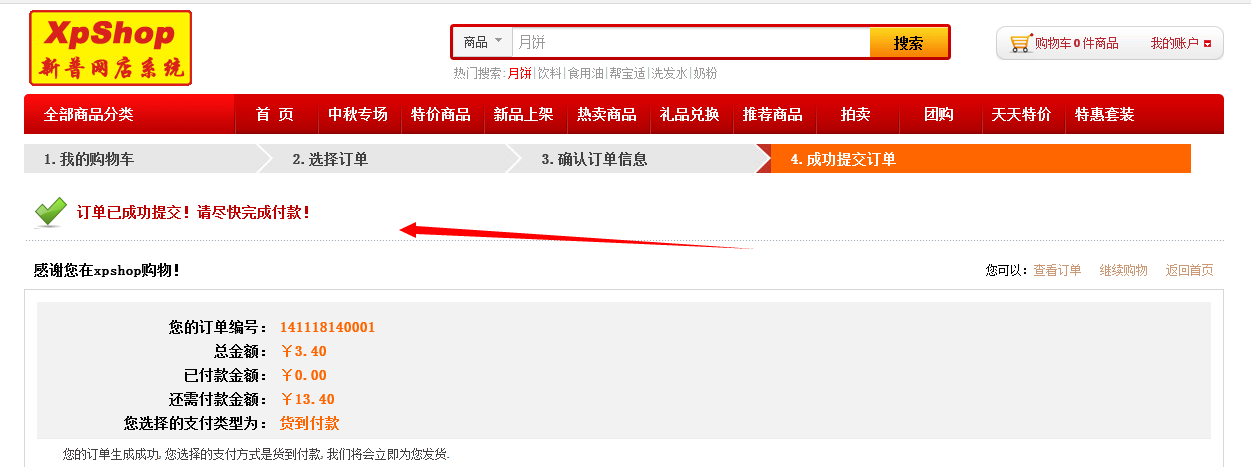 XpShop
新普网店系统
商品 月饼 搜索
购物车 0 件商品 我的账户
热门搜索: 月饼|饮料|食用油|帮宝适|洗发水|奶粉
全部商品分类 首 页 中秋专场 特价商品 新品上架 热卖商品 礼品兑换 推荐商品 拍卖 团购 天天特价 特惠套装
1. 我的购物车 2. 选择订单 3. 确认订单信息 4. 成功提交订单
订单已成功提交！请尽快完成付款！
感谢您在xpshop购物！ 您可以：查看订单 继续购物 返回首页
您的订单编号： 141118140001
总金额： ￥3.40
已付款金额： ￥0.00
还需付款金额： ￥13.40
您选择的支付类型为： 货到付款
您的订单生成成功, 您选择的支付方式是货到付款, 我们将会立即为您发货.